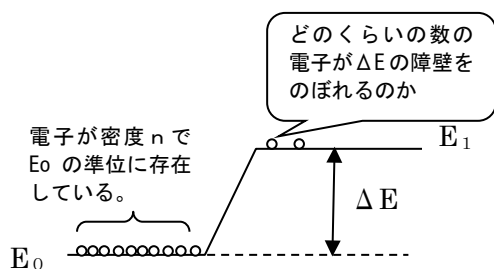 どのくらいの数の
電子がΔEの障壁を
のぼれるのか
電子が密度 n で
Eo の準位に存在
している。
E₁
ΔE
E₀